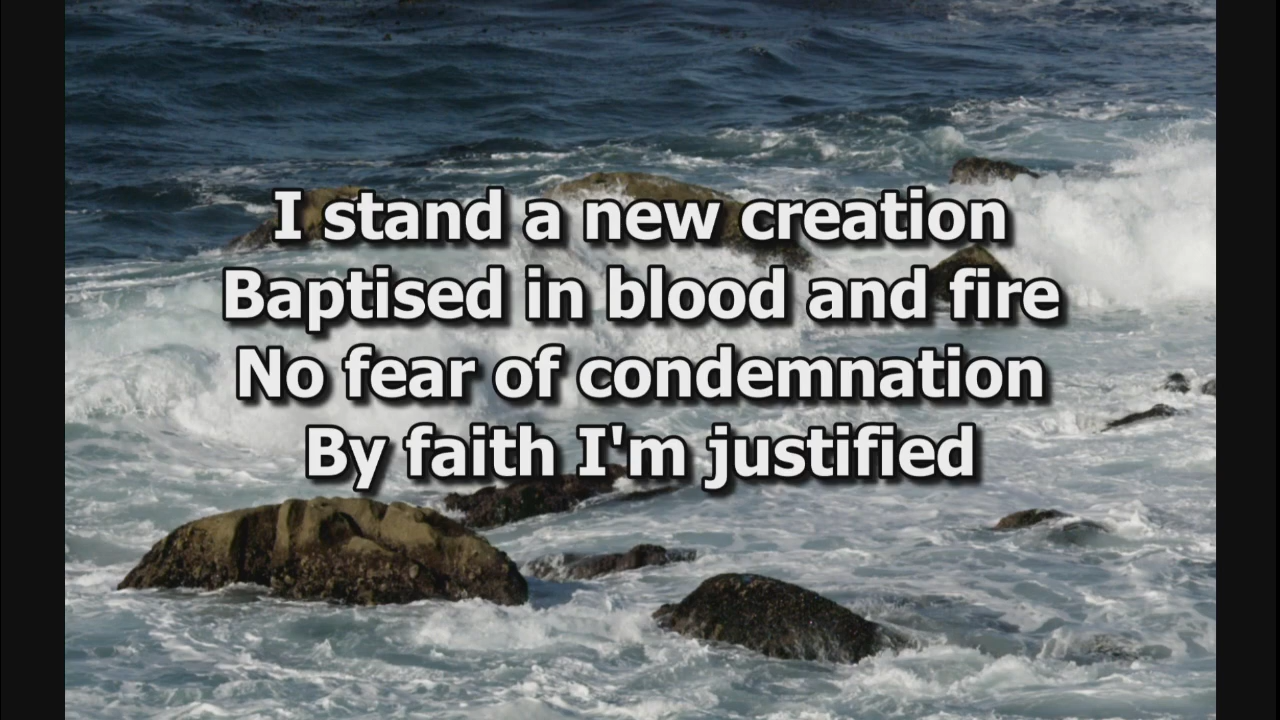 I stand a new creation
Baptised in blood and fire
No fear of condemnation
By faith I'm justified